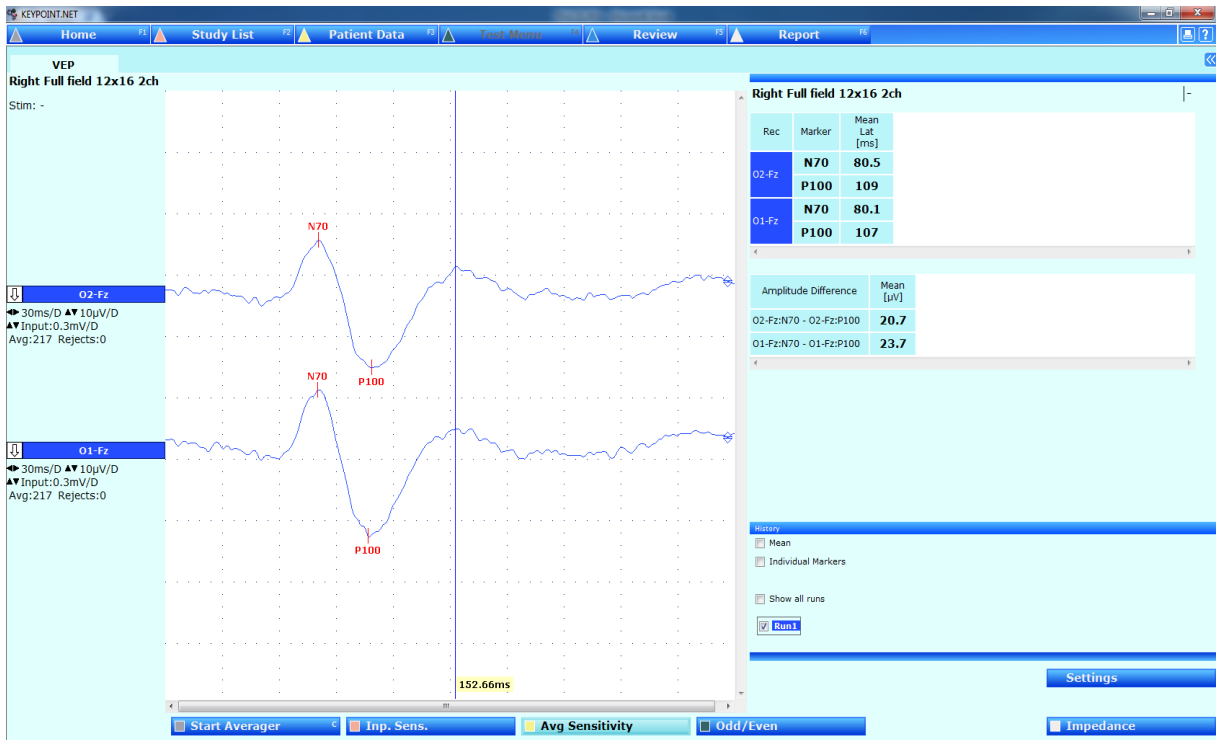 KEYPOINT.NET
Home F1 Study List F2 Patient Data F3 Test Menu F4 Review F5 Report F6
VEP
Right Full field 12x16 2ch
Stim: -
N70
O2-Fz
30ms/D 10µV/D
Input:0.3mV/D
Avg:217 Rejects:0
P100
N70
O1-Fz
30ms/D 10µV/D
Input:0.3mV/D
Avg:217 Rejects:0
P100
152.66ms
Right Full field 12x16 2ch -
Rec Marker Mean Lat [ms]
O2-Fz N70 80.5
P100 109
O1-Fz N70 80.1
P100 107
Amplitude Difference Mean [µV]
O2-Fz:N70 - O2-Fz:P100 20.7
O1-Fz:N70 - O1-Fz:P100 23.7
History
Mean
Individual Markers
Show all runs
Run1
Settings
Start Averager C Inp. Sens. Avg Sensitivity Odd/Even Impedance